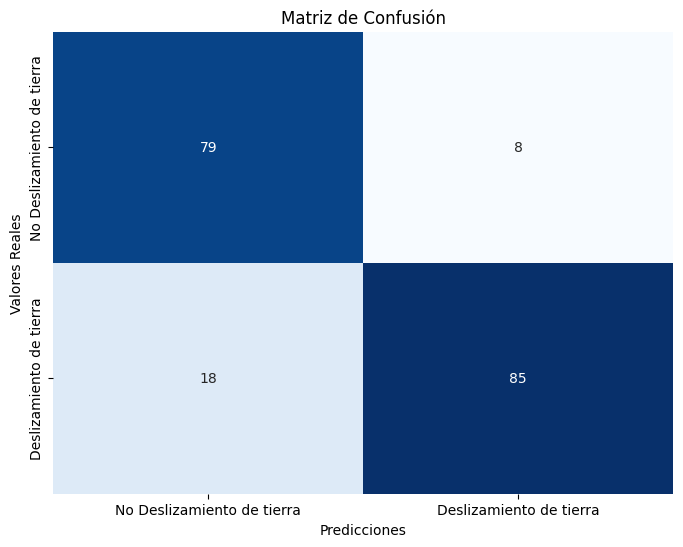 Matriz de Confusión
Valores Reales
No Deslizamiento de tierra
79
8
Deslizamiento de tierra
18
85
No Deslizamiento de tierra
Deslizamiento de tierra
Predicciones